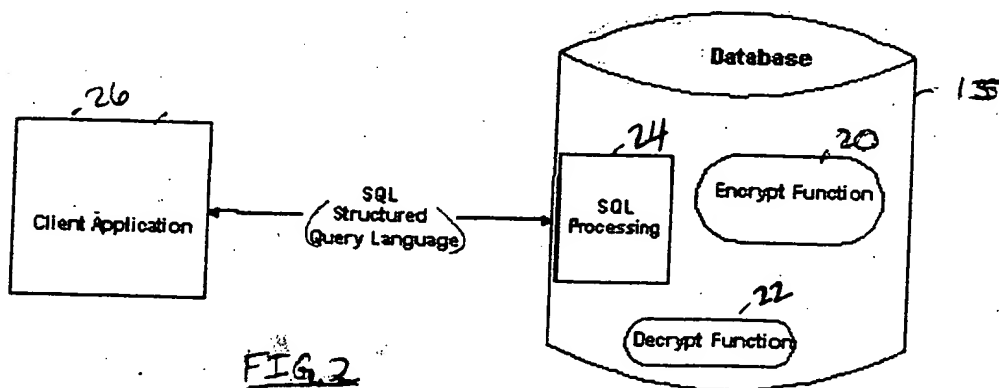 Database
26
24
20
SQL
Structured
Query Language
Client Application
SQL
Processing
Encrypt Function
22
Decrypt Function
FIG. 2